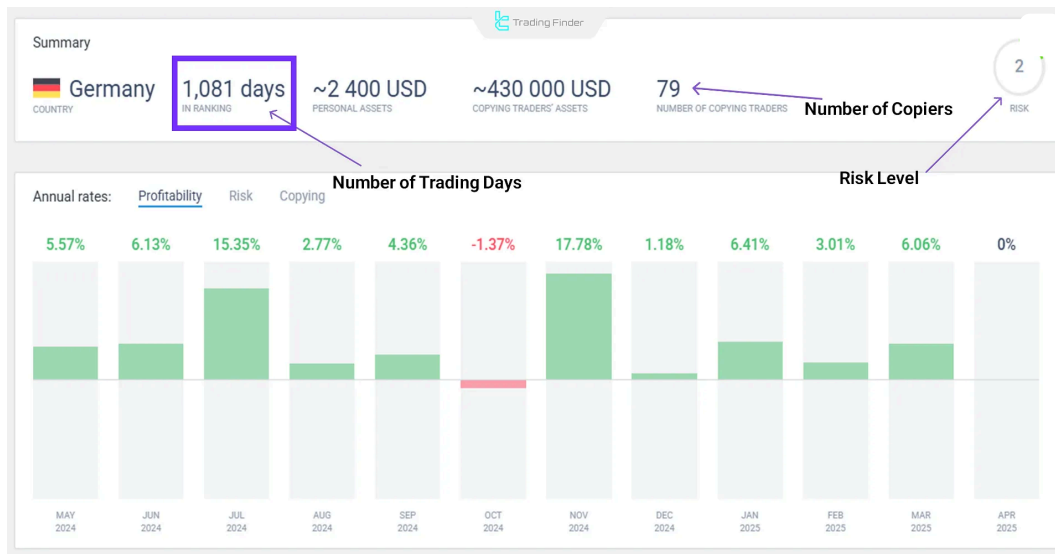 Trading Finder
Summary
Germany
COUNTRY
1,081 days
IN RANKING
~2 400 USD
PERSONAL ASSETS
~430 000 USD
COPYING TRADERS' ASSETS
79
NUMBER OF COPYING TRADERS
2
RISK
Number of Copiers
Number of Trading Days
Risk Level
Annual rates: Profitability Risk Copying
5.57% 6.13% 15.35% 2.77% 4.36% -1.37% 17.78% 1.18% 6.41% 3.01% 6.06% 0%
MAY JUN JUL AUG SEP OCT NOV DEC JAN FEB MAR APR
2024 2024 2024 2024 2024 2024 2024 2024 2025 2025 2025 2025